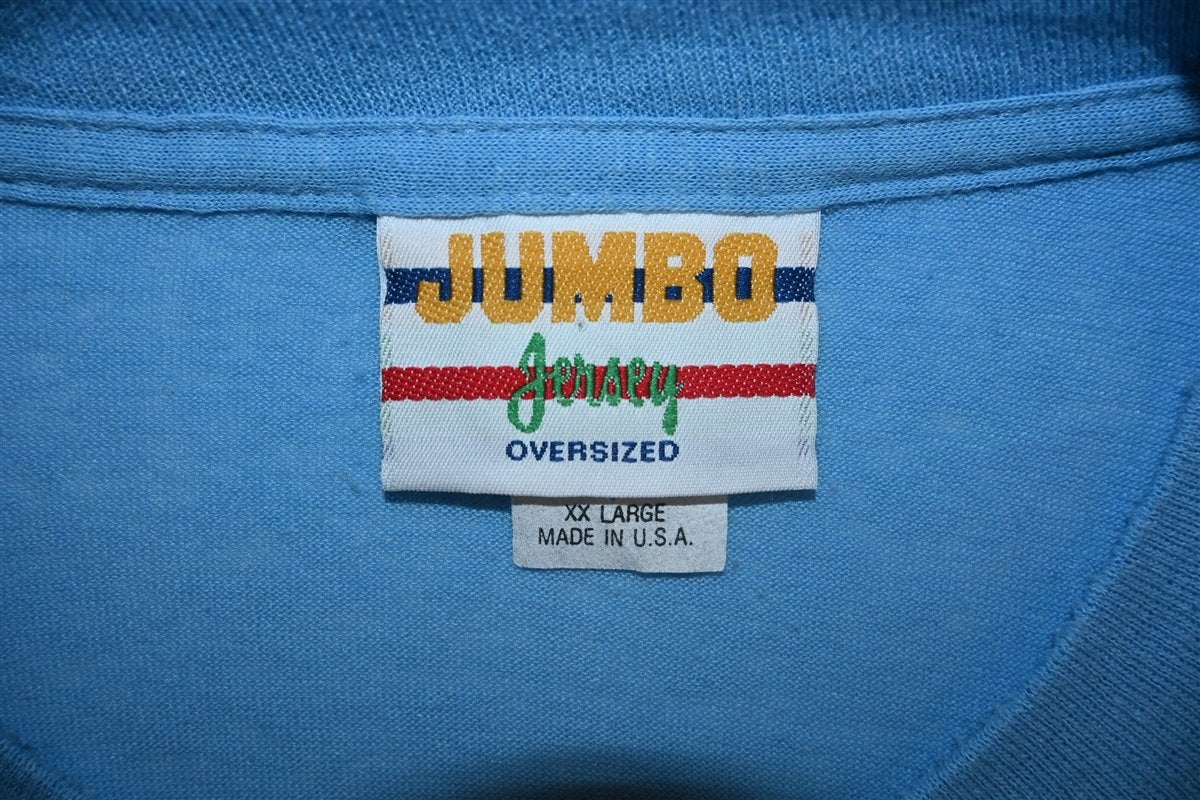 JUMBO
Jersey
OVERSIZED
XX LARGE
MADE IN U.S.A.